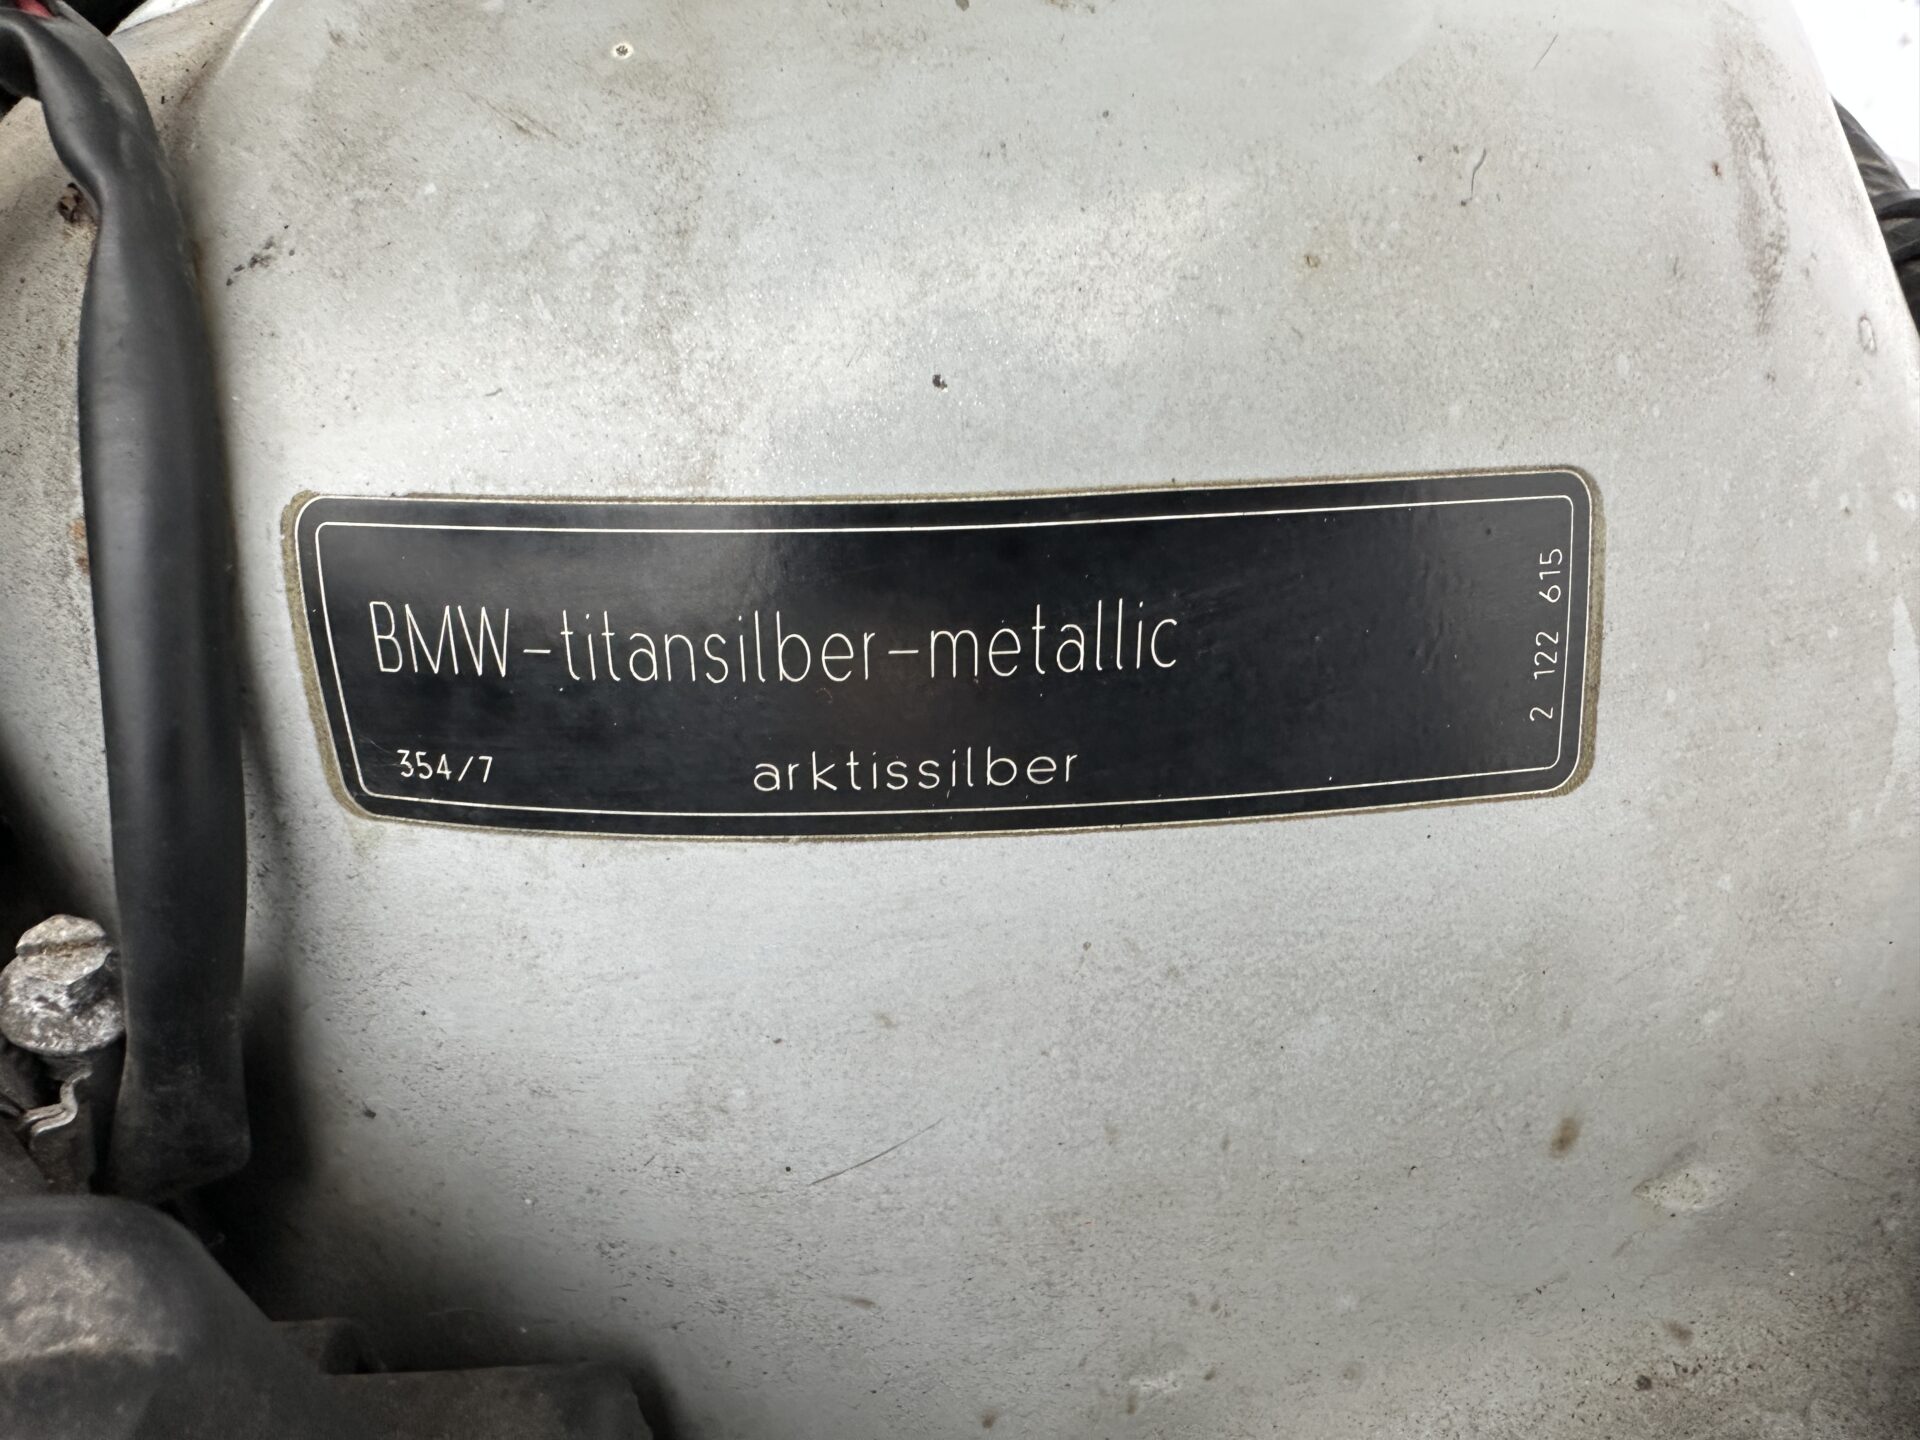 BMW-titansilber-metallic
354/7 arktissilber
2 122 615